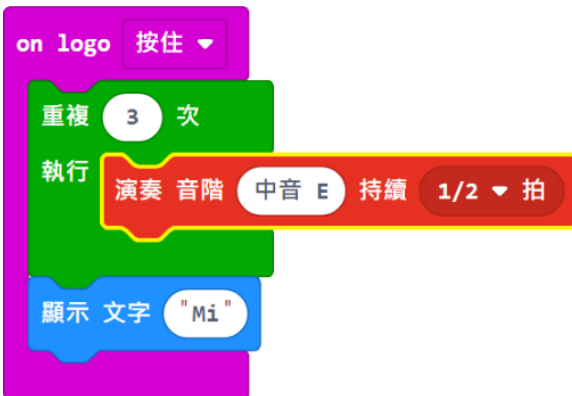 on logo 按住
重複 3 次
執行
演奏 音階 中音 E 持續 1/2 拍
顯示 文字 "Mi"